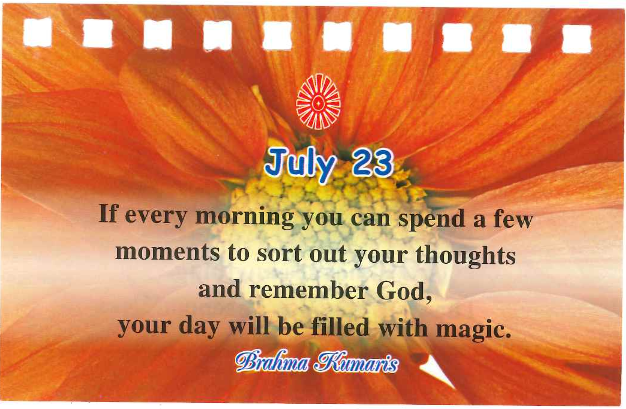 July 23
If every morning you can spend a few
moments to sort out your thoughts
and remember God,
your day will be filled with magic.
Brahma Kumaris